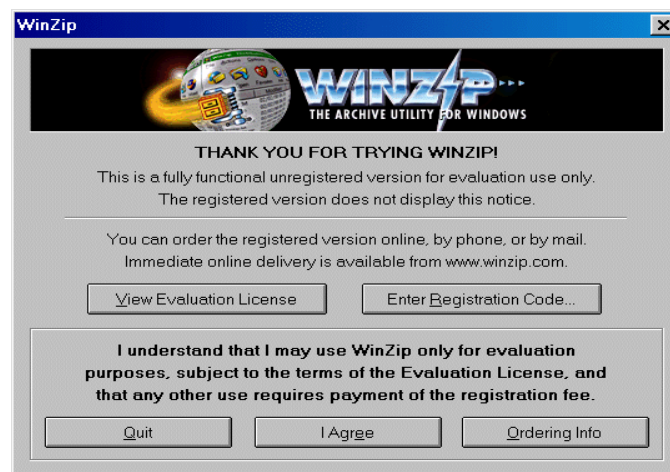 WinZip
WINZIP
THE ARCHIVE UTILITY FOR WINDOWS
THANK YOU FOR TRYING WINZIP!
This is a fully functional unregistered version for evaluation use only.
The registered version does not display this notice.
You can order the registered version online, by phone, or by mail.
Immediate online delivery is available from www.winzip.com.
View Evaluation License
Enter Registration Code...
I understand that I may use WinZip only for evaluation
purposes, subject to the terms of the Evaluation License, and
that any other use requires payment of the registration fee.
Quit
I Agree
Ordering Info